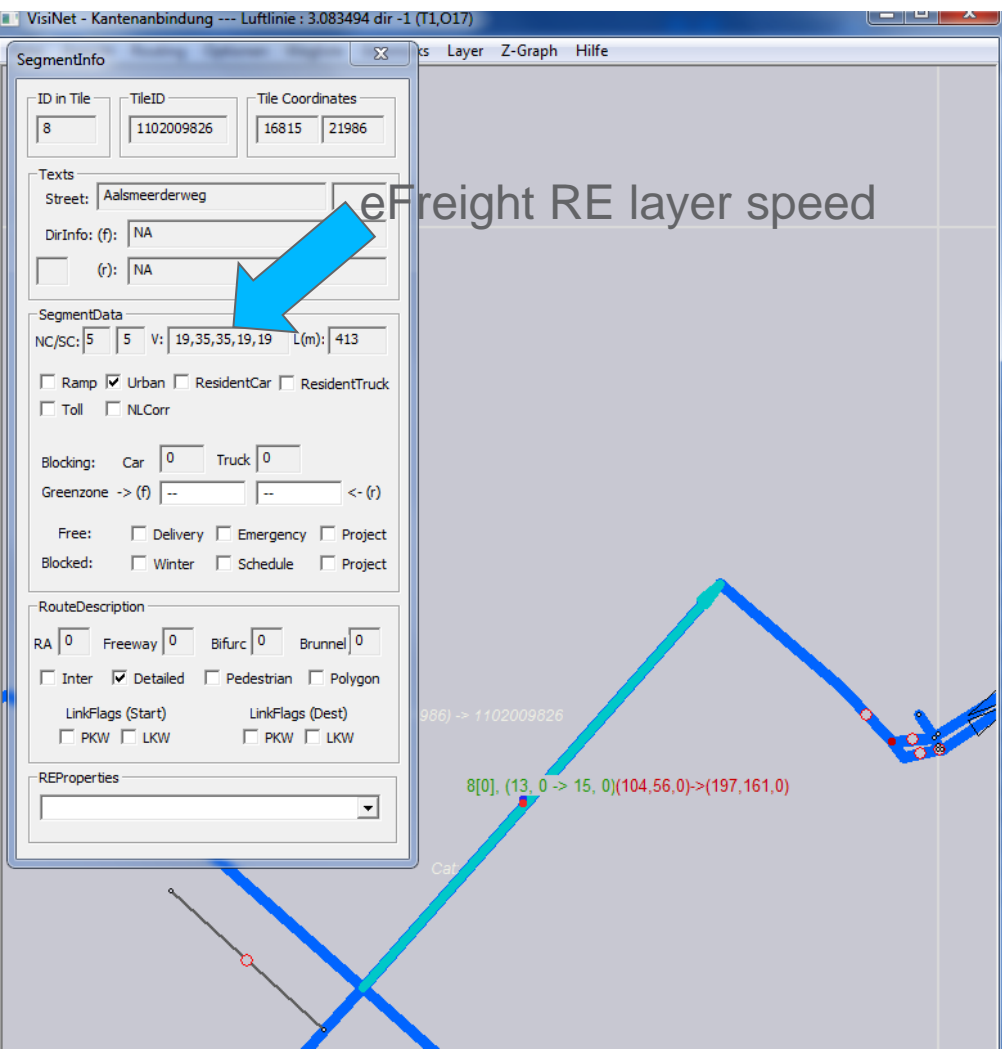 VisiNet - Kantenanbindung --- Luftlinie : 3.083494 dir -1 (T1,O17)
Layer Z-Graph Hilfe
SegmentInfo
ID in Tile TileID Tile Coordinates
8 1102009826 16815 21986
Texts
Street: Aalsmeerderweg
eFreight RE layer speed
DirInfo: (f): NA
(r): NA
SegmentData
NC/SC: 5 5 V: 19,35,35,19,19 L(m): 413
Ramp Urban ResidentCar ResidentTruck
Toll NLCorr
Blocking: Car 0 Truck 0
Greenzone -> (f) -- -- <- (r)
Free: Delivery Emergency Project
Blocked: Winter Schedule Project
RouteDescription
RA 0 Freeway 0 Bifurc 0 Brunnel 0
Inter Detailed Pedestrian Polygon
LinkFlags (Start) LinkFlags (Dest)
PKW LKW PKW LKW
986) -> 1102009826
REProperties
8[0], (13, 0 -> 15, 0)(104,56,0)->(197,161,0)
Cat: